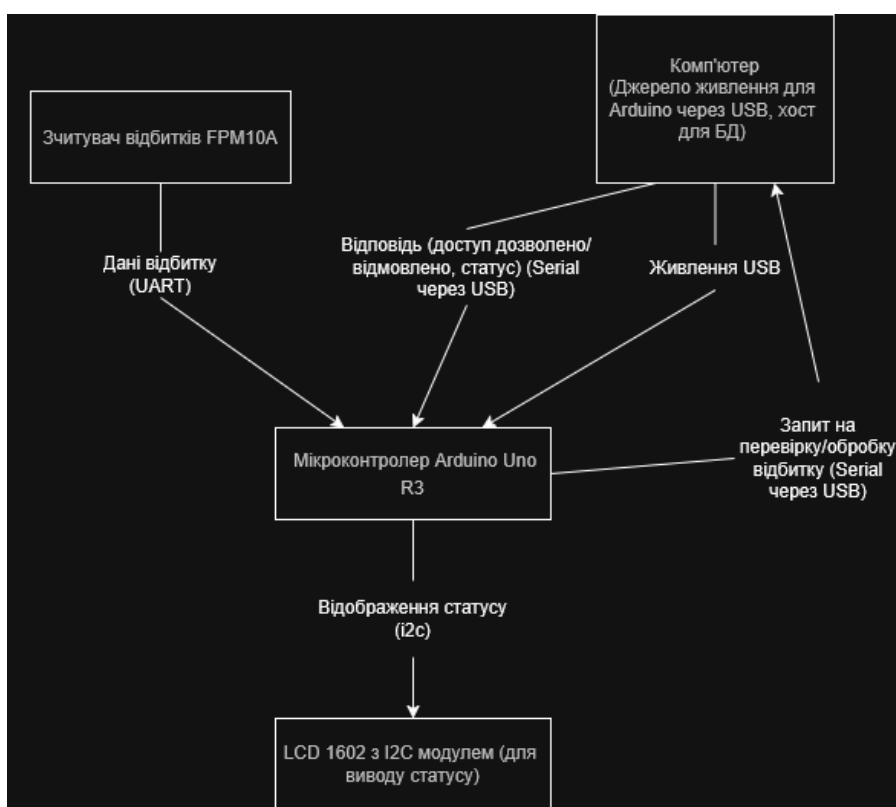 Комп'ютер
(Джерело живлення для
Arduino через USB, хост
для БД)
Зчитувач відбитків FPM10A
Дані відбитку
(UART)
Відповідь (доступ дозволено/
відмовлено, статус) (Serial
через USB)
Живлення USB
Запит на
перевірку/обробку
відбитку (Serial
через USB)
Мікроконтролер Arduino Uno
R3
Відображення статусу
(i2c)
LCD 1602 з I2C модулем (для
виводу статусу)